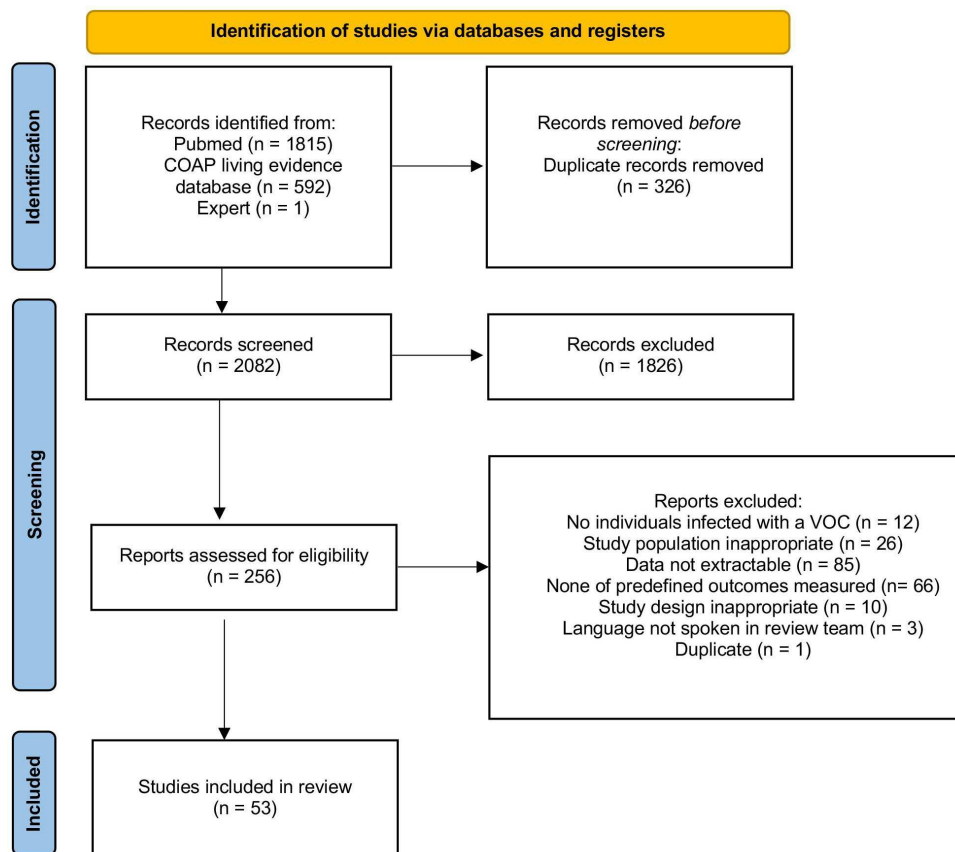 Identification of studies via databases and registers
Identification
Records identified from:
Pubmed (n = 1815)
COAP living evidence
database (n = 592)
Expert (n = 1)
Records removed before
screening:
Duplicate records removed
(n = 326)
Screening
Records screened
(n = 2082)
Records excluded
(n = 1826)
Reports assessed for eligibility
(n = 256)
Reports excluded:
No individuals infected with a VOC (n = 12)
Study population inappropriate (n = 26)
Data not extractable (n = 85)
None of predefined outcomes measured (n= 66)
Study design inappropriate (n = 10)
Language not spoken in review team (n = 3)
Duplicate (n = 1)
Included
Studies included in review
(n = 53)